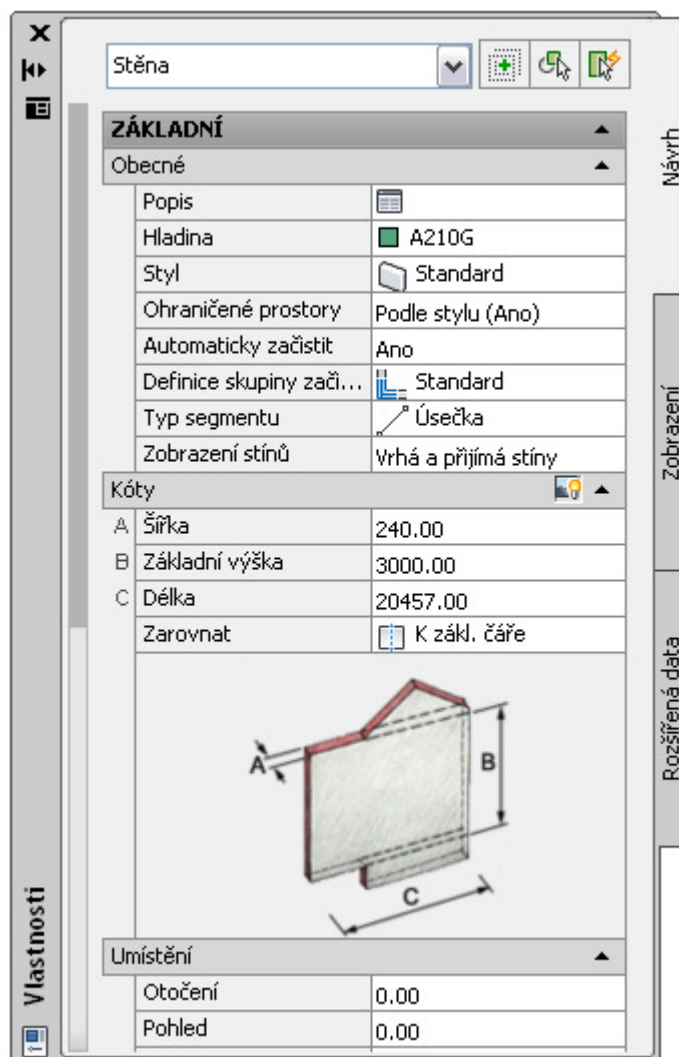 Stěna
ZÁKLADNÍ
Obecné
Popis
Hladina A210G
Styl Standard
Ohraničené prostory Podle stylu (Ano)
Automaticky začistit Ano
Definice skupiny zači... Standard
Typ segmentu Úsečka
Zobrazení stínů Vrhá a přijímá stíny
Kóty
A Šířka 240.00
B Základní výška 3000.00
C Délka 20457.00
Zarovnat K zákl. čáře
A
B
C
Umístění
Otočení 0.00
Pohled 0.00
Návrh
Zobrazení
Rozšířená data
Vlastnosti